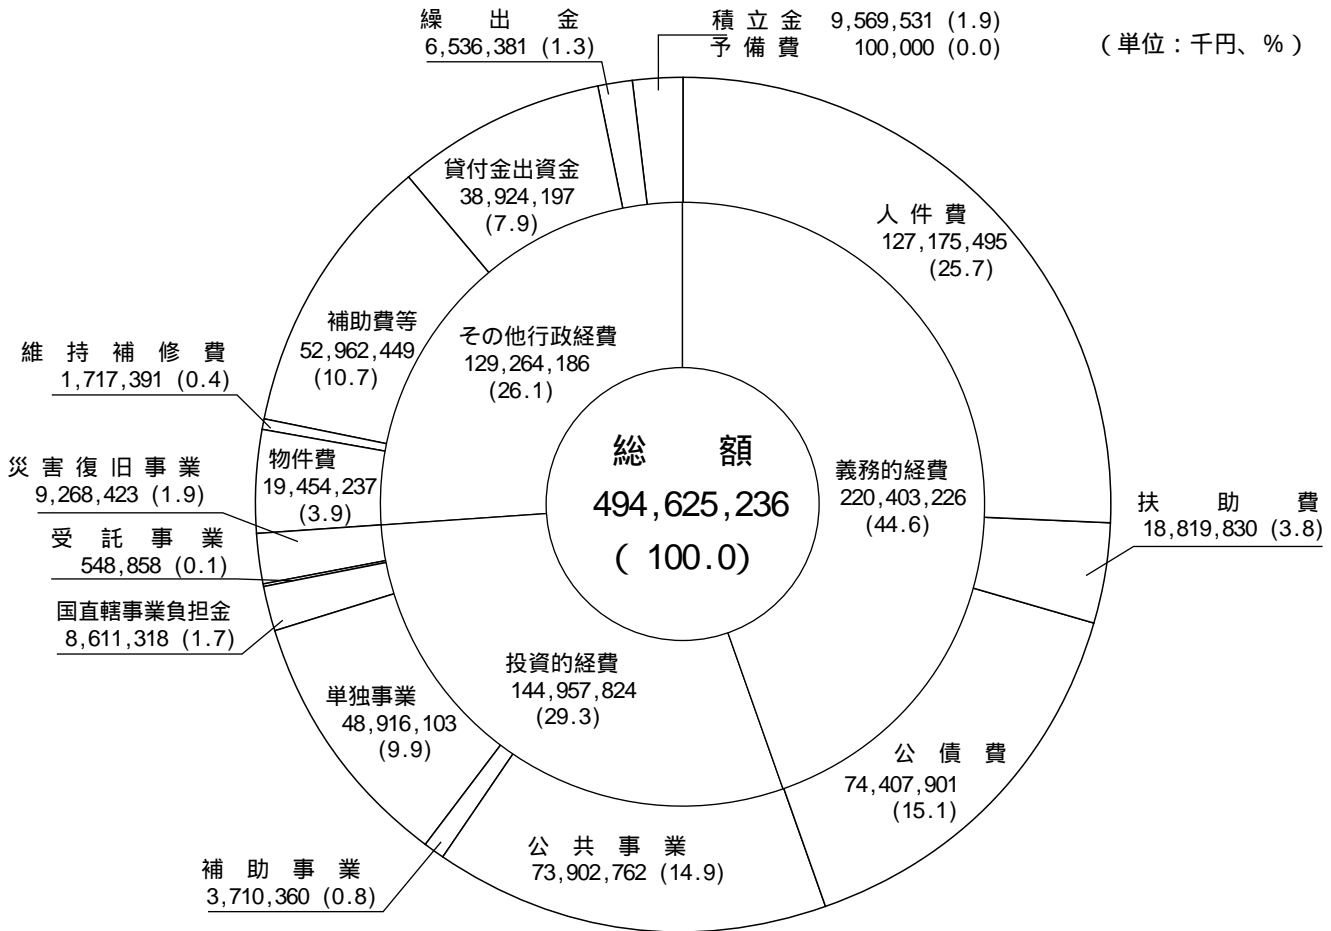 （単位：千円、％）
繰出金
6,536,381 (1.3)
積立金 9,569,531 (1.9)
予備費 100,000 (0.0)
人件費
127,175,495
(25.7)
扶助費
18,819,830 (3.8)
公債費
74,407,901
(15.1)
公共事業
73,902,762 (14.9)
補助事業
3,710,360 (0.8)
単独事業
48,916,103
(9.9)
国直轄事業負担金
8,611,318 (1.7)
受託事業
548,858 (0.1)
災害復旧事業
9,268,423 (1.9)
物件費
19,454,237
(3.9)
維持補修費
1,717,391 (0.4)
補助費等
52,962,449
(10.7)
貸付金出資金
38,924,197
(7.9)
その他行政経費
129,264,186
(26.1)
義務的経費
220,403,226
(44.6)
投資的経費
144,957,824
(29.3)
総額
494,625,236
( 100.0)